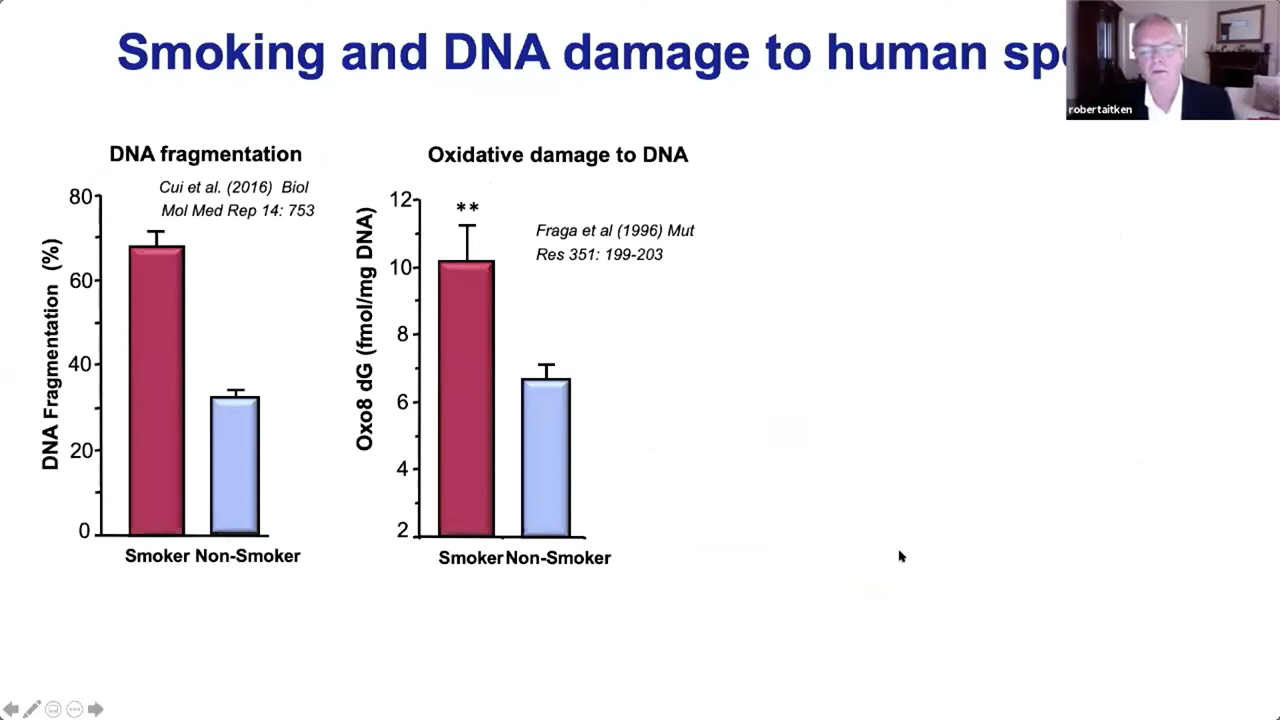 Smoking and DNA damage to human
robertaitken
DNA fragmentation
Cui et al. (2016) Biol
Mol Med Rep 14: 753
80
60
40
20
0
DNA Fragmentation (%)
Smoker Non-Smoker
Oxidative damage to DNA
**
Fraga et al (1996) Mut
Res 351: 199-203
12
10
8
6
4
2
Oxo8 dG (fmol/mg DNA)
Smoker Non-Smoker